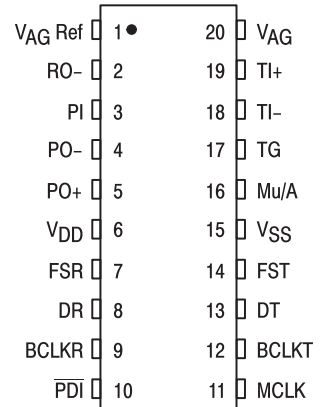 VAG Ref 1 20 VAG
RO– 2 19 TI+
PI 3 18 TI–
PO– 4 17 TG
PO+ 5 16 Mu/A
VDD 6 15 VSS
FSR 7 14 FST
DR 8 13 DT
BCLKR 9 12 BCLKT
PDI 10 11 MCLK